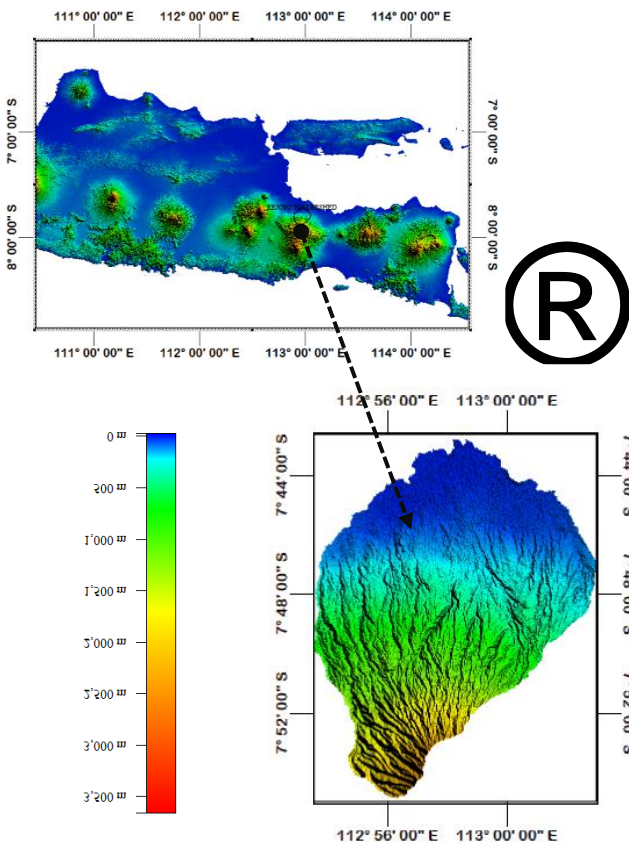 111° 00' 00" E 112° 00' 00" E 113° 00' 00" E 114° 00' 00" E
7° 00' 00" S
7° 00' 00" S
8° 00' 00" S
8° 00' 00" S
111° 00' 00" E 112° 00' 00" E 113° 00' 00" E 114° 00' 00" E
R
112° 56' 00" E 113° 00' 00" E
0 m
500 m
1,000 m
1,500 m
2,000 m
2,500 m
3,000 m
3,500 m
7° 44' 00" S
7° 48' 00" S
7° 52' 00" S
112° 56' 00" E 113° 00' 00" E